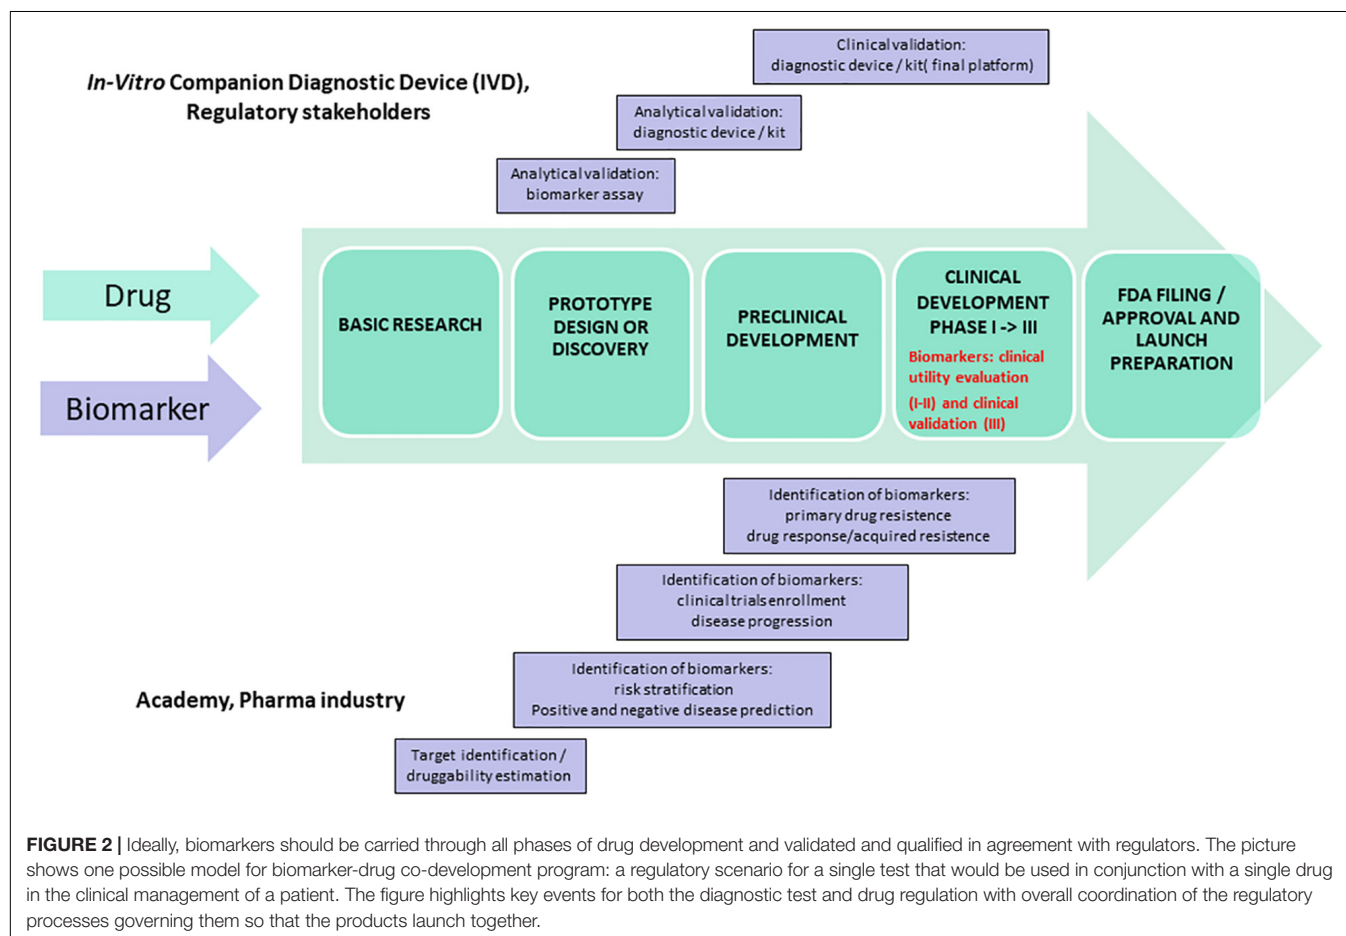 Clinical validation:
diagnostic device / kit( final platform)
In-Vitro Companion Diagnostic Device (IVD),
Regulatory stakeholders
Analytical validation:
diagnostic device / kit
Analytical validation:
biomarker assay
Drug
Biomarker
BASIC RESEARCH
PROTOTYPE
DESIGN OR
DISCOVERY
PRECLINICAL
DEVELOPMENT
CLINICAL
DEVELOPMENT
PHASE I -> III
Biomarkers: clinical
utility evaluation
(I-II) and clinical
validation (III)
FDA FILING /
APPROVAL AND
LAUNCH
PREPARATION
Identification of biomarkers:
primary drug resistence
drug response/acquired resistence
Identification of biomarkers:
clinical trials enrollment
disease progression
Identification of biomarkers:
risk stratification
Positive and negative disease prediction
Academy, Pharma industry
Target identification /
druggability estimation
FIGURE 2 | Ideally, biomarkers should be carried through all phases of drug development and validated and qualified in agreement with regulators. The picture
shows one possible model for biomarker-drug co-development program: a regulatory scenario for a single test that would be used in conjunction with a single drug
in the clinical management of a patient. The figure highlights key events for both the diagnostic test and drug regulation with overall coordination of the regulatory
processes governing them so that the products launch together.